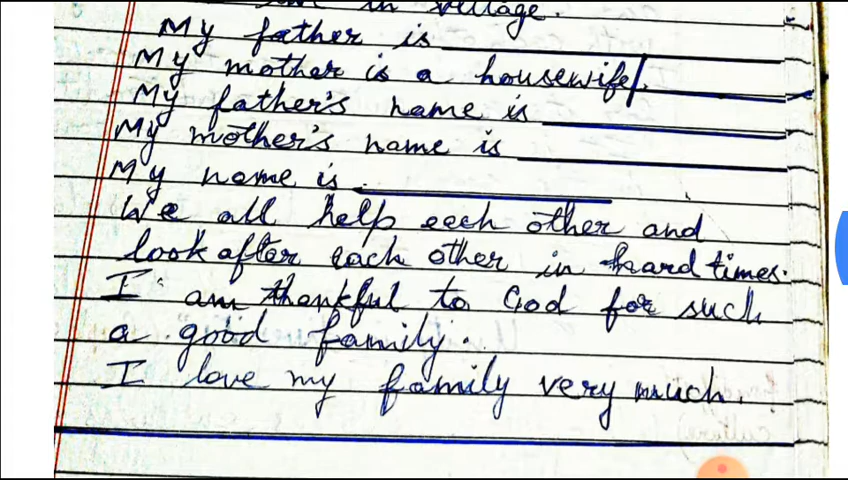 in village.
My father is
My mother is a housewife/.
My father's name is
My mother's name is
My name is
We all help each other and
look after each other in hard times.
I am thankful to God for such
a good family.
I love my family very much.